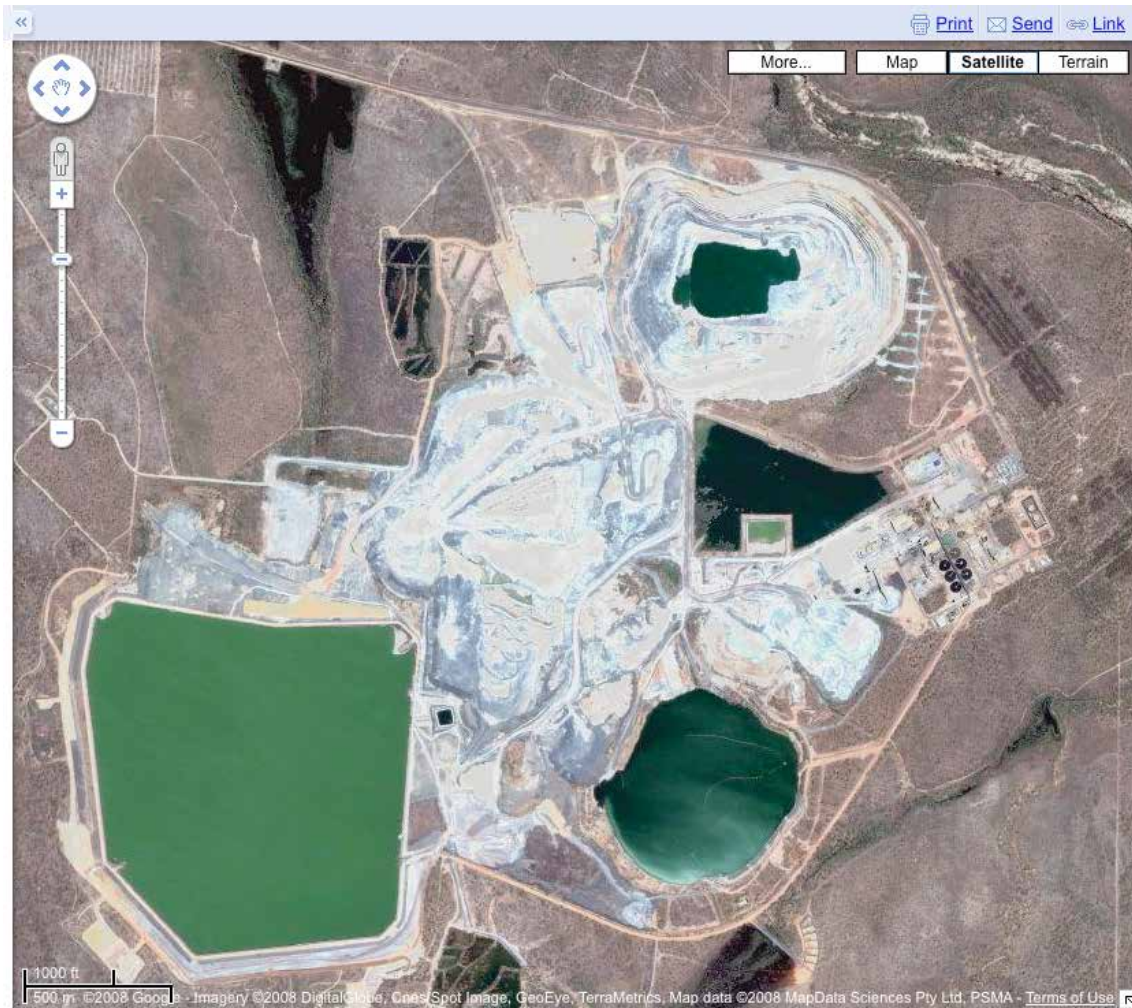 « Print Send Link
More... Map Satellite Terrain
+
−
1000 ft
500 m ©2008 Google - Imagery ©2008 DigitalGlobe, Cnes/Spot Image, GeoEye, TerraMetrics, Map data ©2008 MapData Sciences Pty Ltd, PSMA - Terms of Use